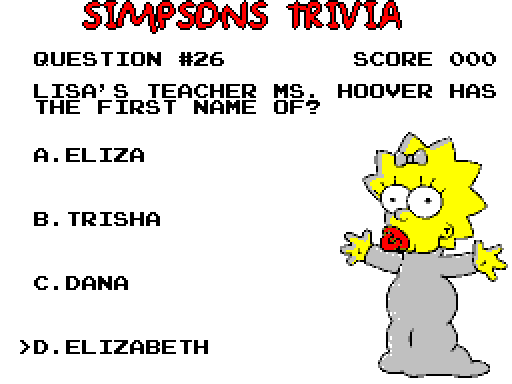 SIMPSONS TRIVIA
QUESTION #26 SCORE 000
LISA'S TEACHER MS. HOOVER HAS
THE FIRST NAME OF?
A.ELIZA
B.TRISHA
C.DANA
>D.ELIZABETH